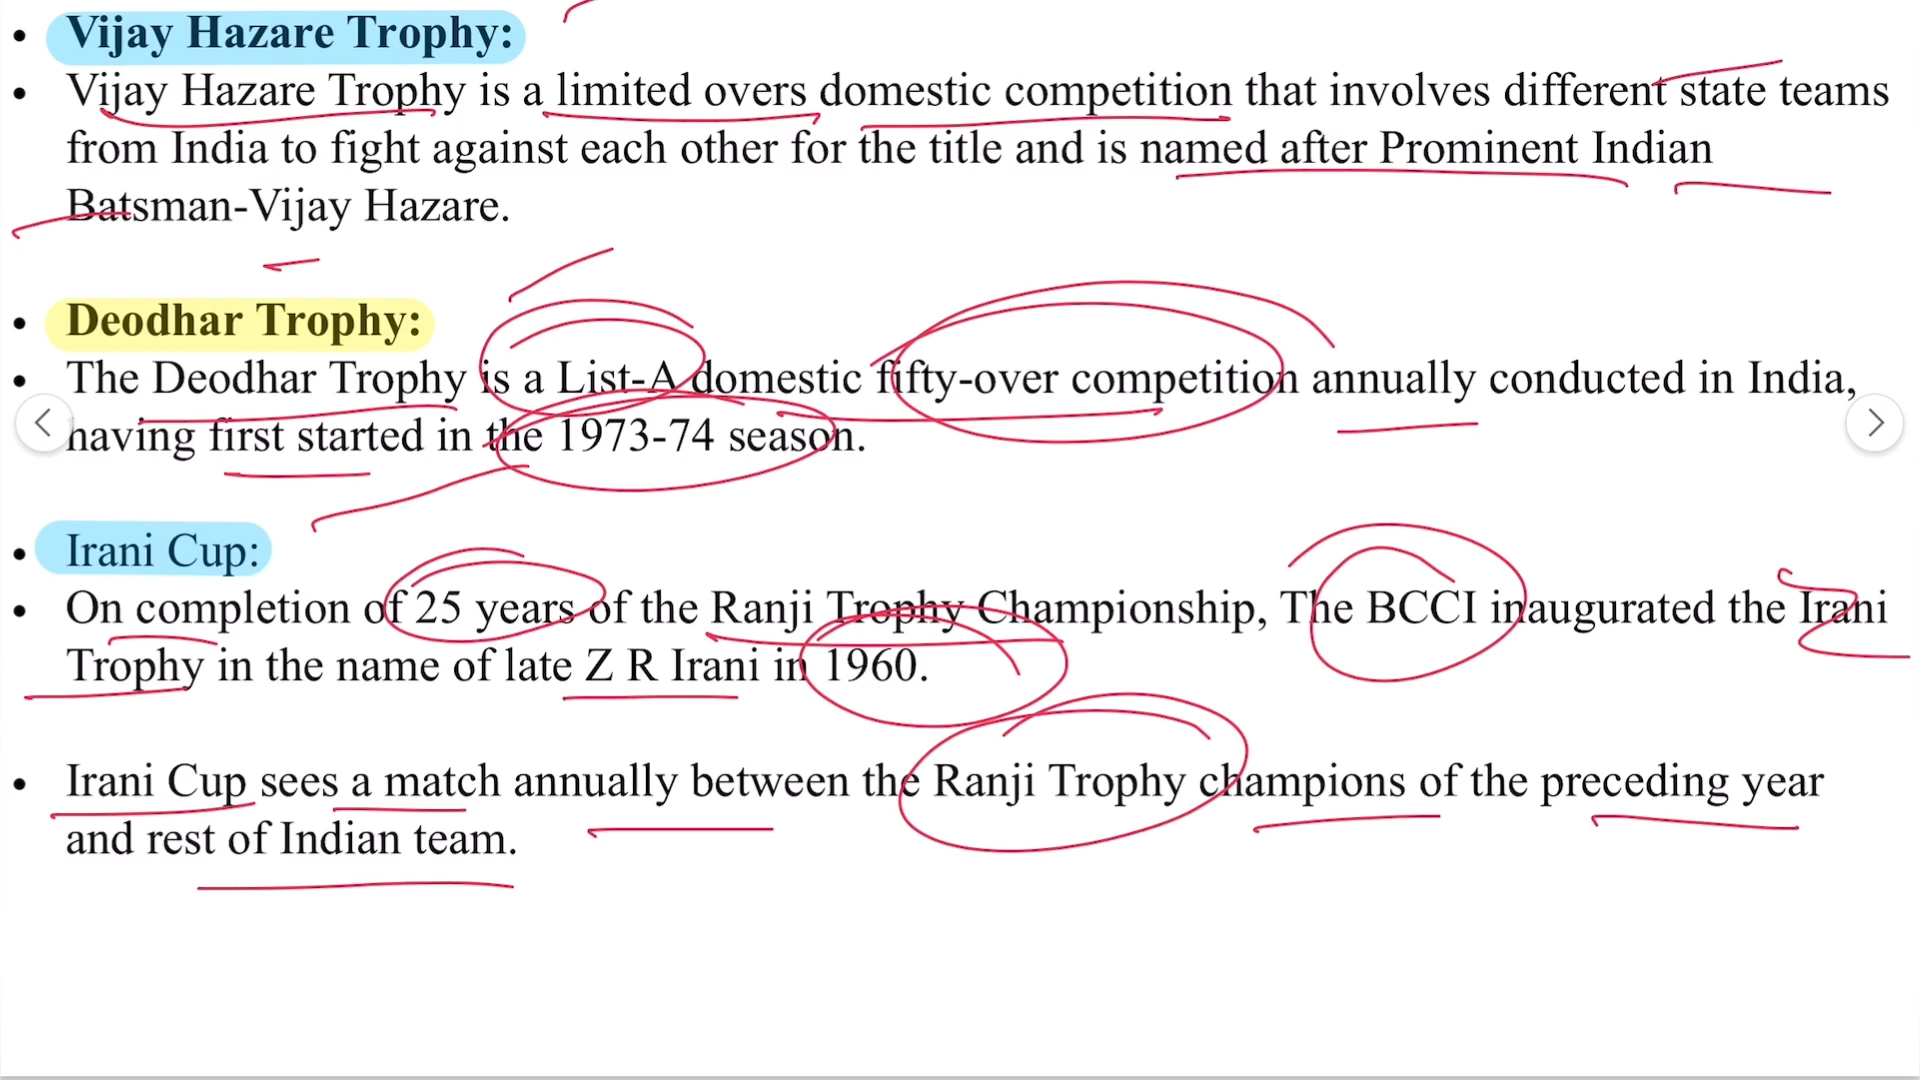 • Vijay Hazare Trophy:
• Vijay Hazare Trophy is a limited overs domestic competition that involves different state teams
from India to fight against each other for the title and is named after Prominent Indian
Batsman-Vijay Hazare.
• Deodhar Trophy:
• The Deodhar Trophy is a List-A domestic fifty-over competition annually conducted in India,
having first started in the 1973-74 season.
• Irani Cup:
• On completion of 25 years of the Ranji Trophy Championship, The BCCI inaugurated the Irani
Trophy in the name of late Z R Irani in 1960.
• Irani Cup sees a match annually between the Ranji Trophy champions of the preceding year
and rest of Indian team.